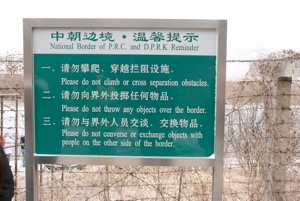 中朝边境·温馨提示
National Border of P.R.C. and D.P.R.K Reminder
一、请勿攀爬、穿越拦阻设施。
Please do not climb or cross separation obstacles.
二、请勿向界外投掷任何物品。
Please do not throw any objects over the border.
三、请勿与界外人员交谈、交换物品。
Please do not converse or exchange objects with
people on the other side of the border.